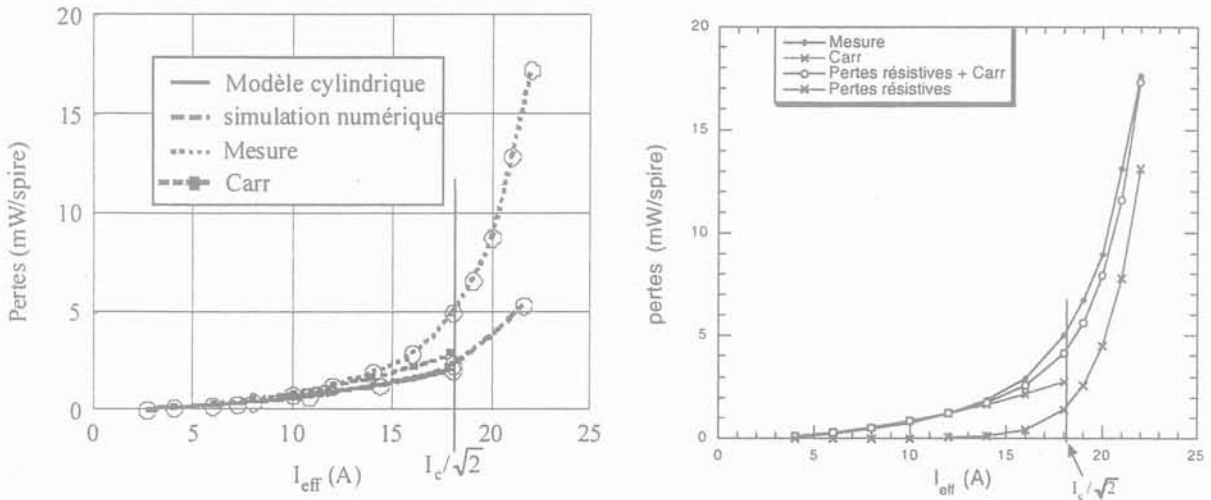 20
15
10
5
0
Pertes (mW/spire)
Modèle cylindrique
simulation numérique
Mesure
Carr
0 5 10 15 20 25
I_eff (A)
I_c/√2
20
15
10
5
0
pertes (mW/spire)
Mesure
Carr
Pertes résistives + Carr
Pertes résistives
0 5 10 15 20 25
I_eff (A)
I_c/√2